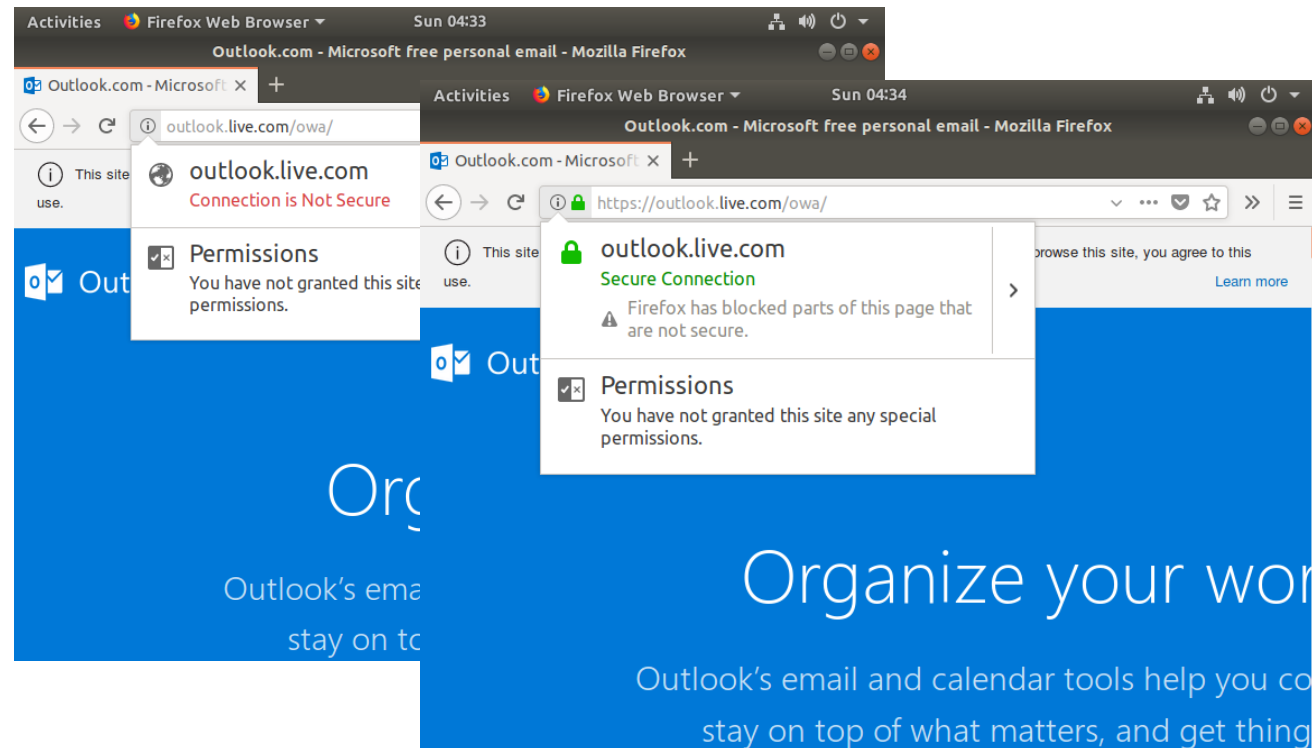 Activities Firefox Web Browser Sun 04:33
Outlook.com - Microsoft free personal email - Mozilla Firefox
Outlook.com - Microsoft
outlook.live.com/owa/
This site
use.
outlook.live.com
Connection is Not Secure
Permissions
You have not granted this site
permissions.
Out
Org
Outlook's ema
stay on to
Activities Firefox Web Browser Sun 04:34
Outlook.com - Microsoft free personal email - Mozilla Firefox
Outlook.com - Microsoft
https://outlook.live.com/owa/
This site browse this site, you agree to this
use. Learn more
outlook.live.com
Secure Connection
Firefox has blocked parts of this page that
are not secure.
Permissions
You have not granted this site any special
permissions.
Out
Organize your wor
Outlook's email and calendar tools help you co
stay on top of what matters, and get thing